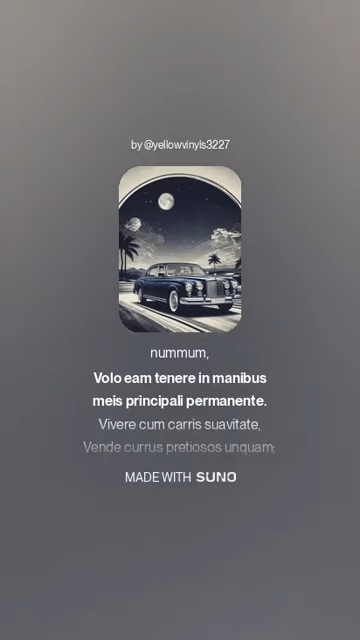 by @yellowvinyls3227
nummum,
Volo eam tenere in manibus
meis principali permanente.
Vivere cum carris suavitate,
Vende currus pretiosos unquam;
MADE WITH SUNO